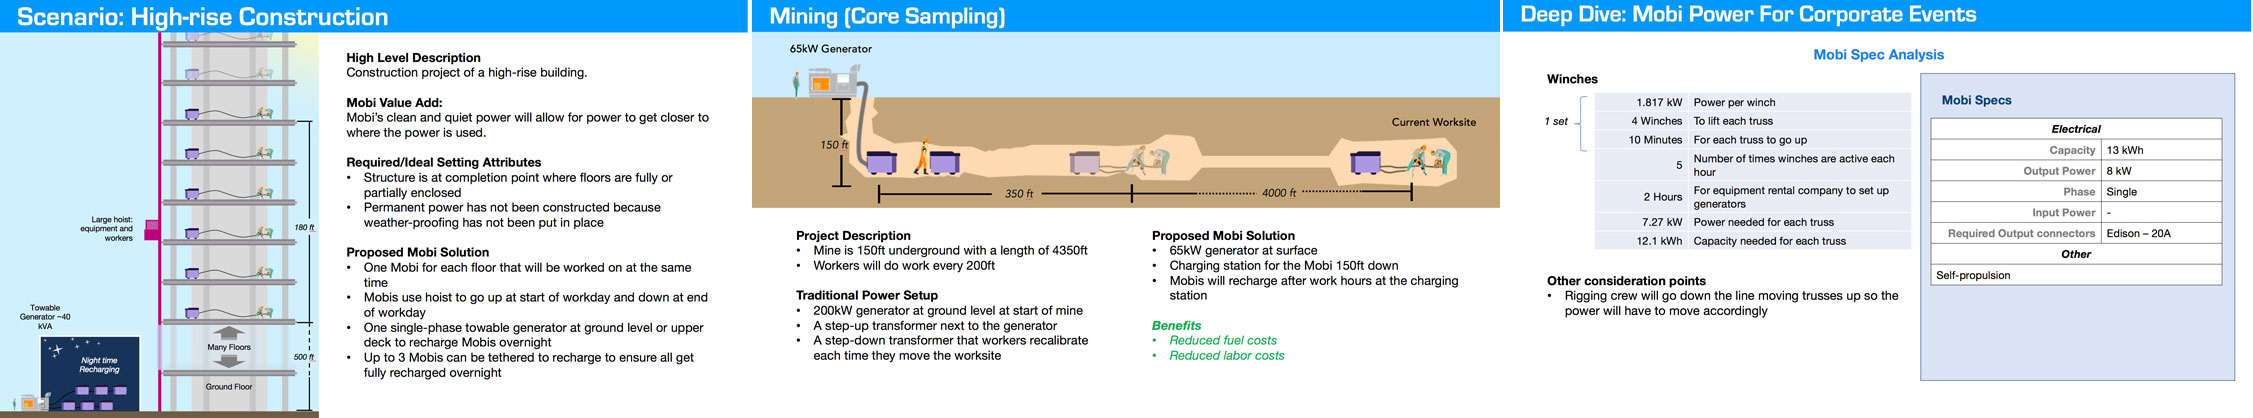 Scenario: High-rise Construction
Large hoist:
equipment and
workers
180 ft
Towable
Generator ~40
kVA
Night time
Recharging
Many Floors
500 ft
Ground Floor
High Level Description
Construction project of a high-rise building.
Mobi Value Add:
Mobi's clean and quiet power will allow for power to get closer to
where the power is used.
Required/Ideal Setting Attributes
• Structure is at completion point where floors are fully or
partially enclosed
• Permanent power has not been constructed because
weather-proofing has not been put in place
Proposed Mobi Solution
• One Mobi for each floor that will be worked on at the same
time
• Mobis use hoist to go up at start of workday and down at end
of workday
• One single-phase towable generator at ground level or upper
deck to recharge Mobis overnight
• Up to 3 Mobis can be tethered to recharge to ensure all get
fully recharged overnight
Mining (Core Sampling)
65kW Generator
Current Worksite
150 ft
350 ft
4000 ft
Project Description
• Mine is 150ft underground with a length of 4350ft
• Workers will do work every 200ft
Traditional Power Setup
• 200kW generator at ground level at start of mine
• A step-up transformer next to the generator
• A step-down transformer that workers recalibrate
each time they move the worksite
Proposed Mobi Solution
• 65kW generator at surface
• Charging station for the Mobi 150ft down
• Mobis will recharge after work hours at the charging
station
Benefits
• Reduced fuel costs
• Reduced labor costs
Deep Dive: Mobi Power For Corporate Events
Mobi Spec Analysis
Winches
1 set
1.817 kW Power per winch
4 Winches To lift each truss
10 Minutes For each truss to go up
5 Number of times winches are active each
hour
2 Hours For equipment rental company to set up
generators
7.27 kW Power needed for each truss
12.1 kWh Capacity needed for each truss
Other consideration points
• Rigging crew will go down the line moving trusses up so the
power will have to move accordingly
Mobi Specs
Electrical
Capacity 13 kWh
Output Power 8 kW
Phase Single
Input Power -
Required Output connectors Edison – 20A
Other
Self-propulsion